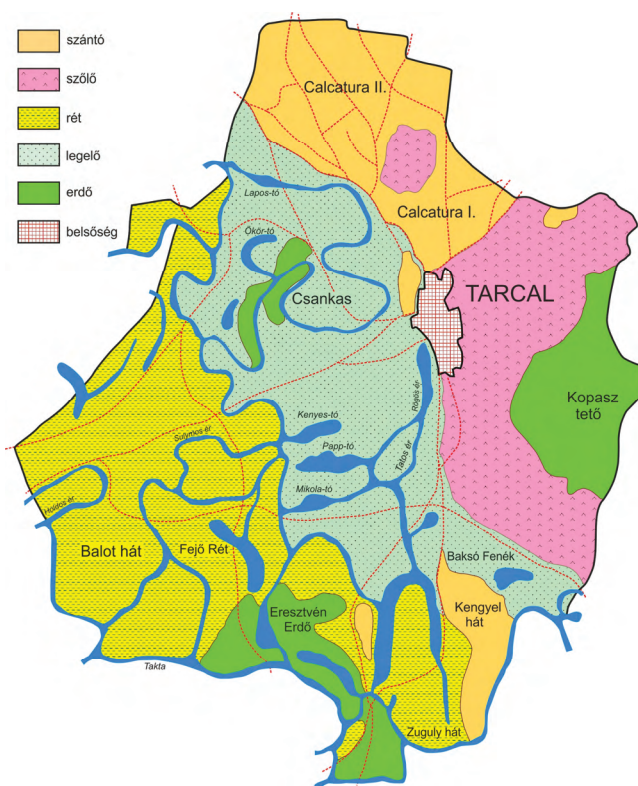 szántó
szőlő
rét
legelő
erdő
belsőség
Calcatura II.
Calcatura I.
Lapos-tó
Ökör-tó
Csankas
TARCAL
Kopasz
tető
Rögös ér
Kenyes-tó
Sulymos ér
Papp-tó
Tatos ér
Mikola-tó
Holdos ér
Balot hát
Fejő Rét
Baksó Fenék
Kengyel
hát
Eresztvén
Erdő
Takta
Zuguly hát